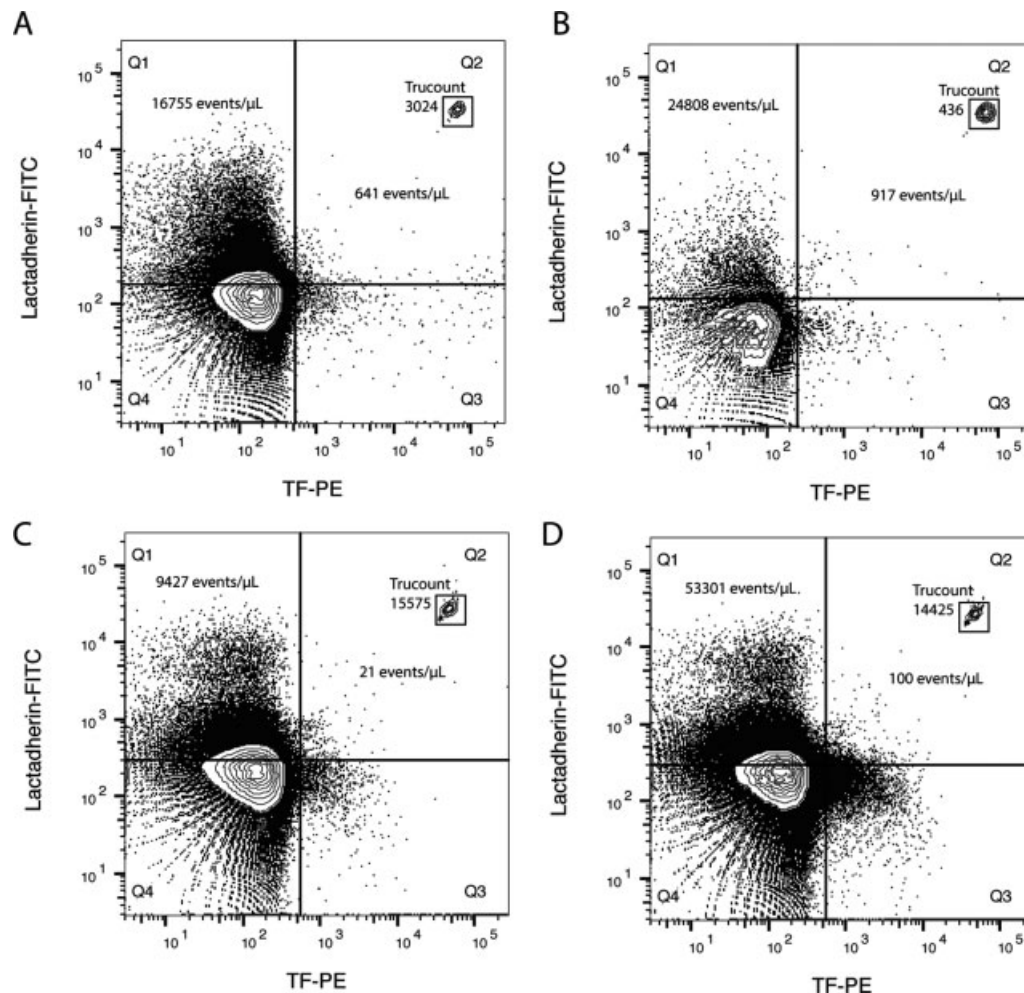 A
Q1
Q2
Trucount
3024
16755 events/µL
641 events/µL
Q4
Q3
10⁵
10⁴
10³
10²
10¹
Lactadherin-FITC
10¹ 10² 10³ 10⁴ 10⁵
TF-PE
B
Q1
Q2
Trucount
436
24808 events/µL
917 events/µL
Q4
Q3
10⁵
10⁴
10³
10²
10¹
Lactadherin-FITC
10¹ 10² 10³ 10⁴ 10⁵
TF-PE
C
Q1
Q2
9427 events/µL
Trucount
15575
21 events/µL
Q4
Q3
10⁵
10⁴
10³
10²
10¹
Lactadherin-FITC
10¹ 10² 10³ 10⁴ 10⁵
TF-PE
D
Q1
Q2
53301 events/µL.
Trucount
14425
100 events/µL
Q4
Q3
10⁵
10⁴
10³
10²
10¹
Lactadherin-FITC
10¹ 10² 10³ 10⁴ 10⁵
TF-PE